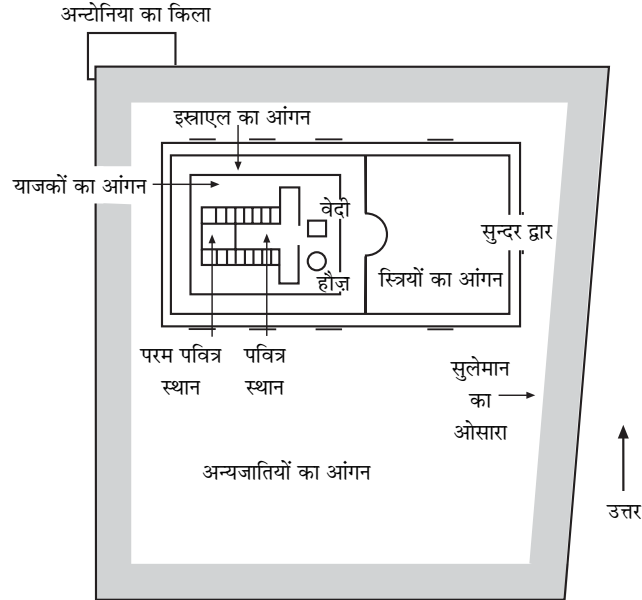 अन्टोनिया का किला
इस्राएल का आंगन
याजकों का आंगन
वेदी
सुन्दर द्वार
हौज़
स्त्रियों का आंगन
परम पवित्र
स्थान
पवित्र
स्थान
सुलेमान
का
ओसारा
अन्यजातियों का आंगन
उत्तर